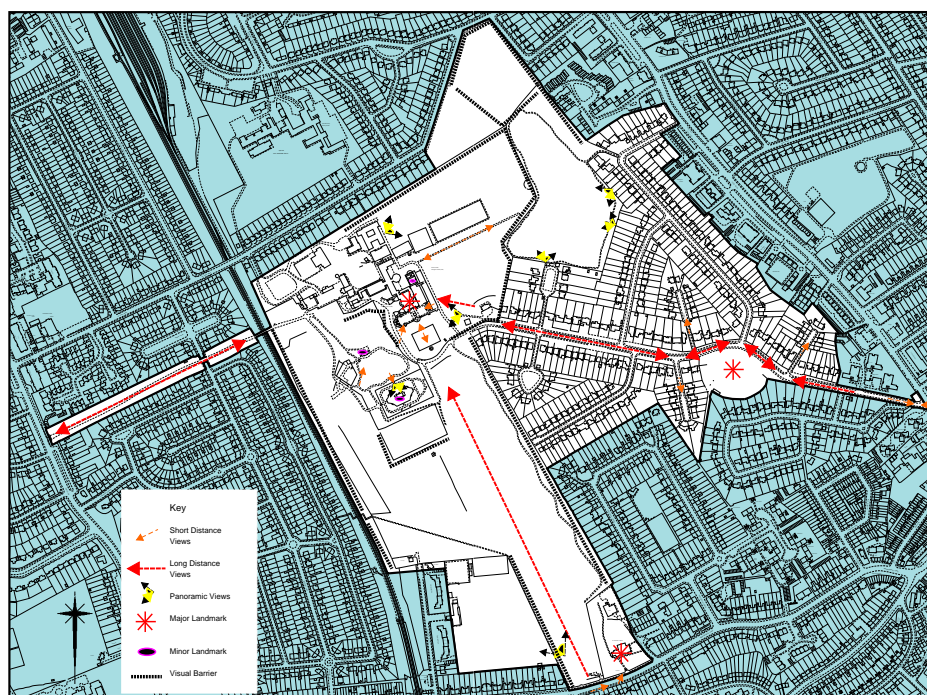 Key
Short Distance
Views
Long Distance
Views
Panoramic Views
Major Landmark
Minor Landmark
Visual Barrier